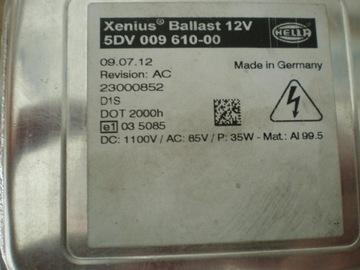 Xenius® Ballast 12V
5DV 009 610-00
HELLA
09.07.12
Made in Germany
Revision: AC
23000852
D1S
DOT 2000h
e1 03 5085
DC: 1100V / AC: 85V / P: 35W - Mat.: Al 99.5